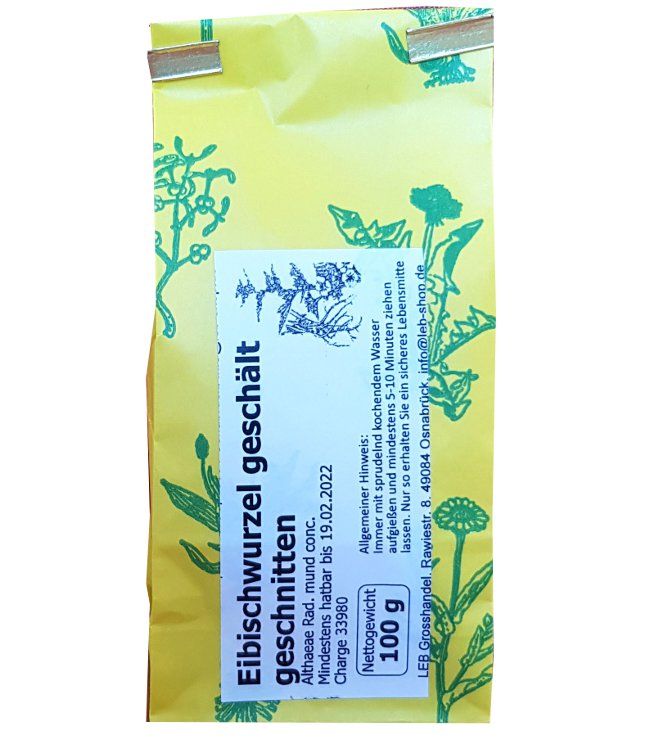 Eibischwurzel geschält
geschnitten
Althaeae Rad. mund conc.
Mindestens hatbar bis 19.02.2022
Charge 33980
Nettogewicht
100 g
Allgemeiner Hinweis:
Immer mit sprudelnd kochendem Wasser
aufgießen und mindestens 5-10 Minuten ziehen
lassen. Nur so erhalten Sie ein sicheres Lebensmitte
LEB Grosshandel, Rawiestr. 8, 49084 Osnabrück, info@leb-shop.de